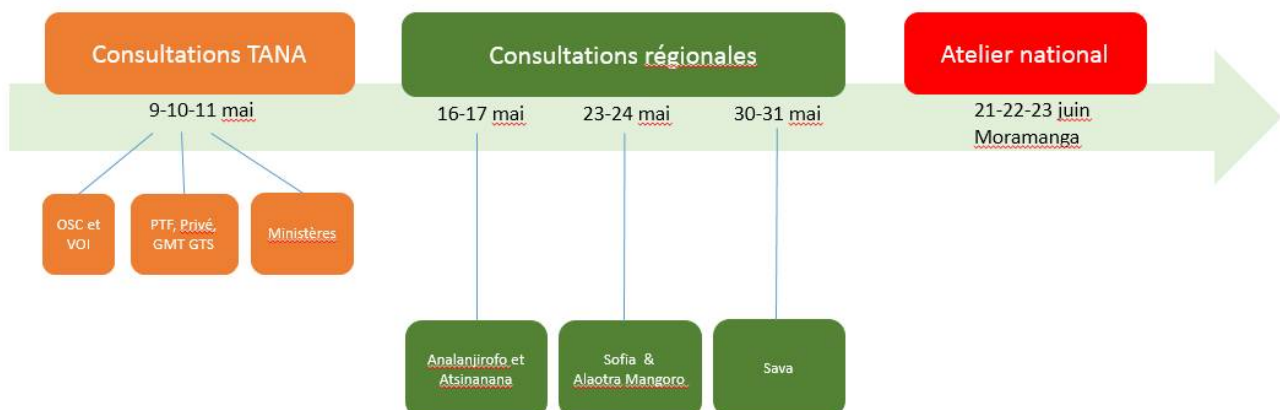 Consultations TANA
Consultations régionales
Atelier national
9-10-11 mai
16-17 mai
23-24 mai
30-31 mai
21-22-23 juin
Moramanga
OSC et
VOI
PTF, Privé,
GMT GTS
Ministères
Analanjirofo et
Atsinanana
Sofia &
Alaotra Mangoro
Sava